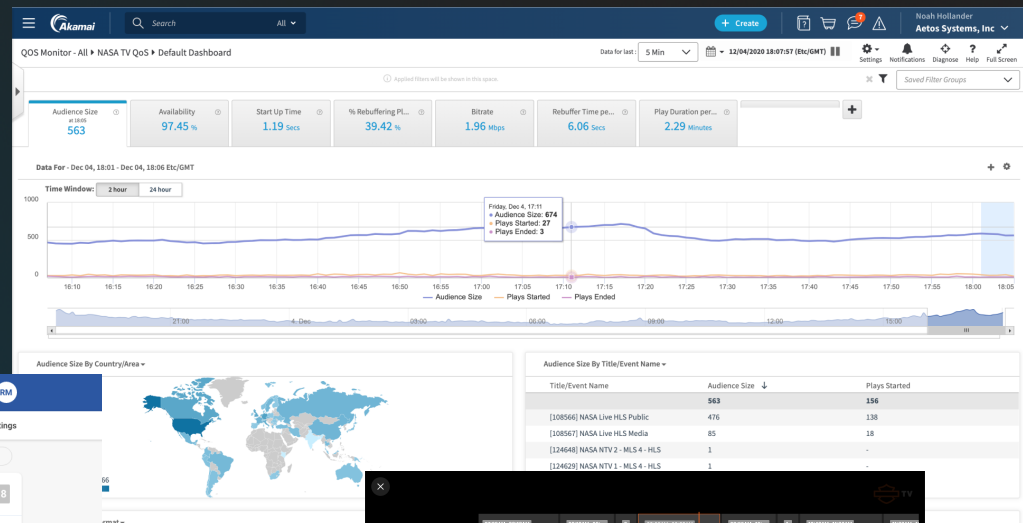 Akamai
Search
All
+ Create
7
Noah Hollander
Aetos Systems, Inc
QOS Monitor - All NASA TV QoS Default Dashboard
Data for last : 5 Min
12/04/2020 18:07:57 (Etc/GMT)
Settings Notifications Diagnose Help Full Screen
Applied filters will be shown in this space.
Saved Filter Groups
Audience Size
at 18:05
563
Availability
97.45 %
Start Up Time
1.19 Secs
% Rebuffering Pl...
39.42 %
Bitrate
1.96 Mbps
Rebuffer Time pe...
6.06 Secs
Play Duration per...
2.29 Minutes
Data For - Dec 04, 18:01 - Dec 04, 18:06 Etc/GMT
Time Window: 2 hour 24 hour
1000
500
0
Friday, Dec 4, 17:11
Audience Size: 674
Plays Started: 27
Plays Ended: 3
16:10 16:15 16:20 16:25 16:30 16:35 16:40 16:45 16:50 16:55 17:00 17:05 17:10 17:15 17:20 17:25 17:30 17:35 17:40 17:45 17:50 17:55 18:00 18:05
Audience Size Plays Started Plays Ended
21:00 4. Dec 03:00 06:00 09:00 12:00 15:00
Audience Size By Country/Area
66
Audience Size By Title/Event Name
Title/Event Name Audience Size Plays Started
563 156
[108566] NASA Live HLS Public 476 138
[108567] NASA Live HLS Media 85 18
[124648] NASA NTV 2 - MLS 4 - HLS 1 -
[124629] NASA NTV 1 - MLS 4 - HLS 1 -
RM
ings
8
TV